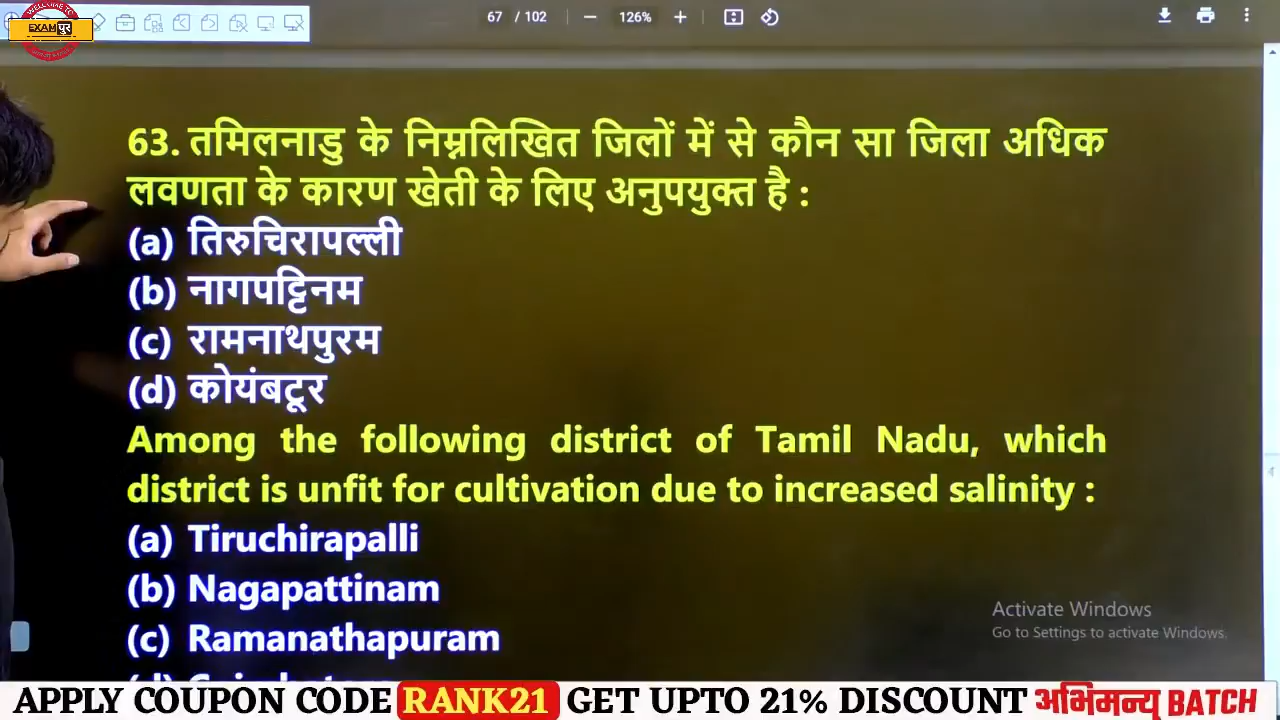 WELCOME TO
EXAM पुर
67 / 102
126%
63. तमिलनाडु के निम्नलिखित जिलों में से कौन सा जिला अधिक
लवणता के कारण खेती के लिए अनुपयुक्त है :
(a) तिरुचिरापल्ली
(b) नागपट्टिनम
(c) रामनाथपुरम
(d) कोयंबटूर
Among the following district of Tamil Nadu, which
district is unfit for cultivation due to increased salinity :
(a) Tiruchirapalli
(b) Nagapattinam
(c) Ramanathapuram
Activate Windows
Go to Settings to activate Windows.
APPLY COUPON CODE RANK21 GET UPTO 21% DISCOUNT अभिमन्यु BATCH